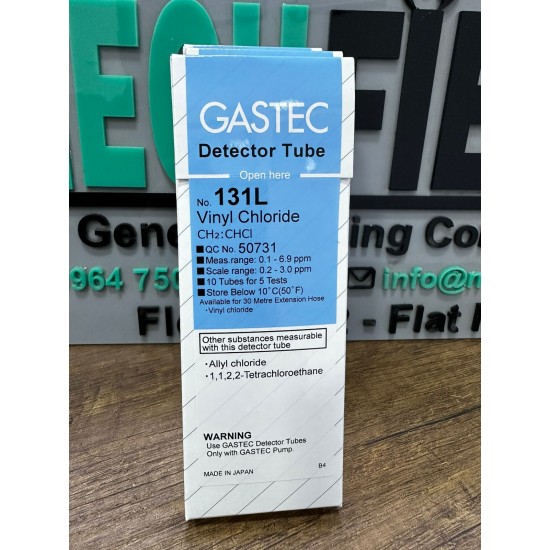 GASTEC
Detector Tube
Open here
No. 131L
Vinyl Chloride
CH₂:CHCl
■ QC No. 50731
■ Meas.range: 0.1 - 6.9 ppm
■ Scale range: 0.2 - 3.0 ppm
■ 10 Tubes for 5 Tests
■ Store Below 10˚C(50˚F)
Available for 30 Metre Extension Hose
・Vinyl chloride
Other substances measurable
with this detector tube
・Allyl chloride
・1,1,2,2-Tetrachloroethane
WARNING
Use GASTEC Detector Tubes
Only with GASTEC Pump.
MADE IN JAPAN
B4
Gene
ing Co
964 750
info@
Fl
- Flat